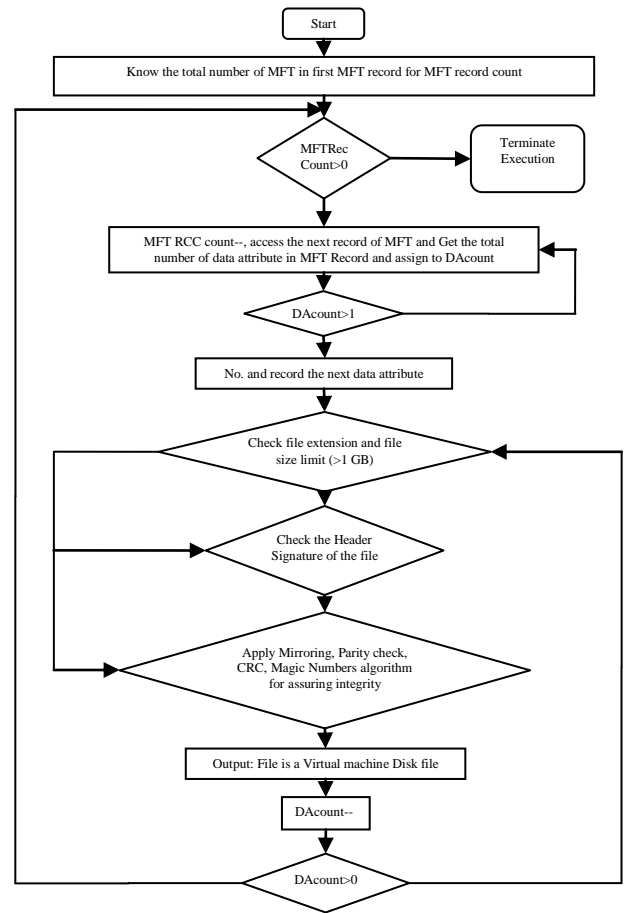 Start
Know the total number of MFT in first MFT record for MFT record count
MFTRec
Count>0
Terminate
Execution
MFT RCC count--, access the next record of MFT and Get the total
number of data attribute in MFT Record and assign to DAcount
DAcount>1
No. and record the next data attribute
Check file extension and file
size limit (>1 GB)
Check the Header
Signature of the file
Apply Mirroring, Parity check,
CRC, Magic Numbers algorithm
for assuring integrity
Output: File is a Virtual machine Disk file
DAcount--
DAcount>0